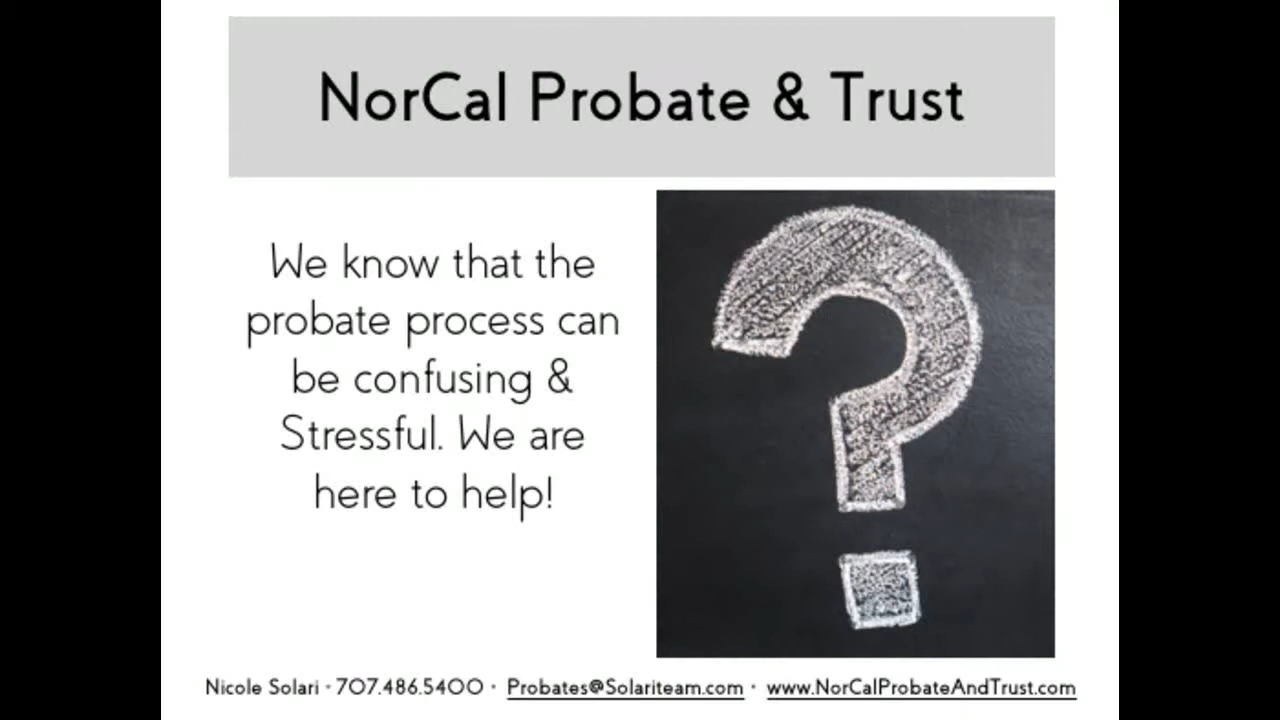 NorCal Probate & Trust
We know that the
probate process can
be confusing &
Stressful. We are
here to help!
Nicole Solari • 707.486.5400 • Probates@Solariteam.com • www.NorCalProbateAndTrust.com